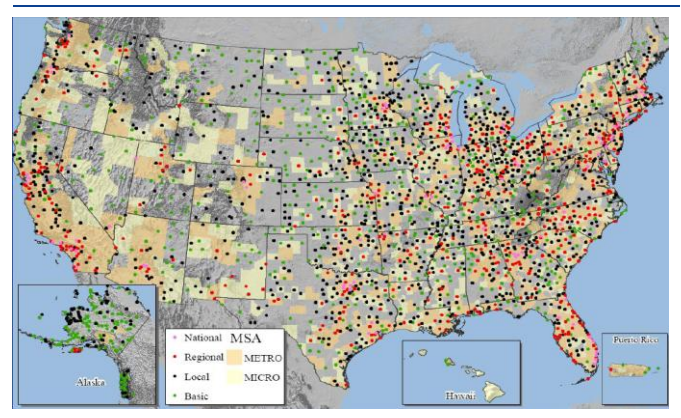 National MSA
Regional METRO
Local MICRO
Basic
Alaska
Hawaii
Puerto Rico